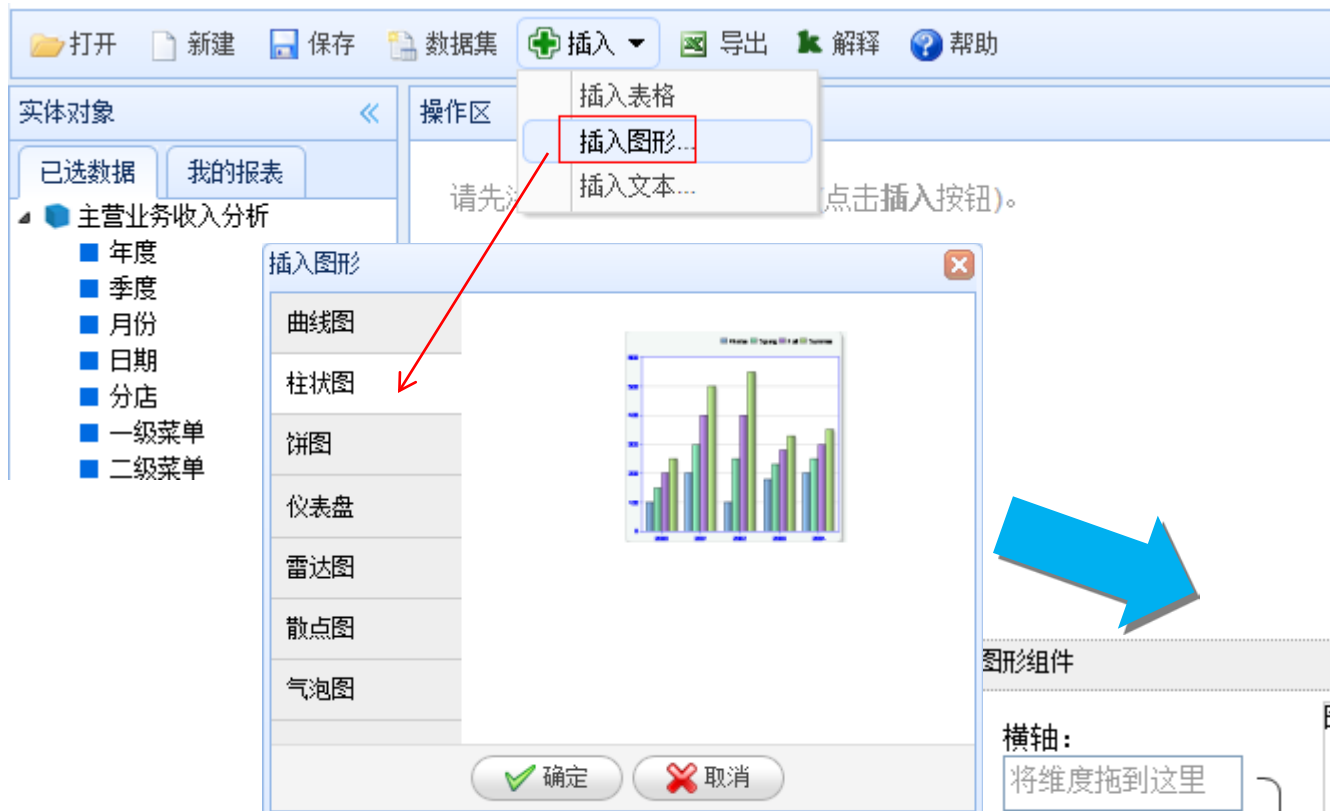 打开 新建 保存 数据集 插入 导出 解释 帮助
实体对象 操作区
插入表格
插入图形...
插入文本...
已选数据 我的报表
请先 点击插入按钮)。
主营业务收入分析
年度
季度
月份
日期
分店
一级菜单
二级菜单
插入图形
曲线图
柱状图
饼图
仪表盘
雷达图
散点图
气泡图
确定 取消
图形组件
横轴：
将维度拖到这里